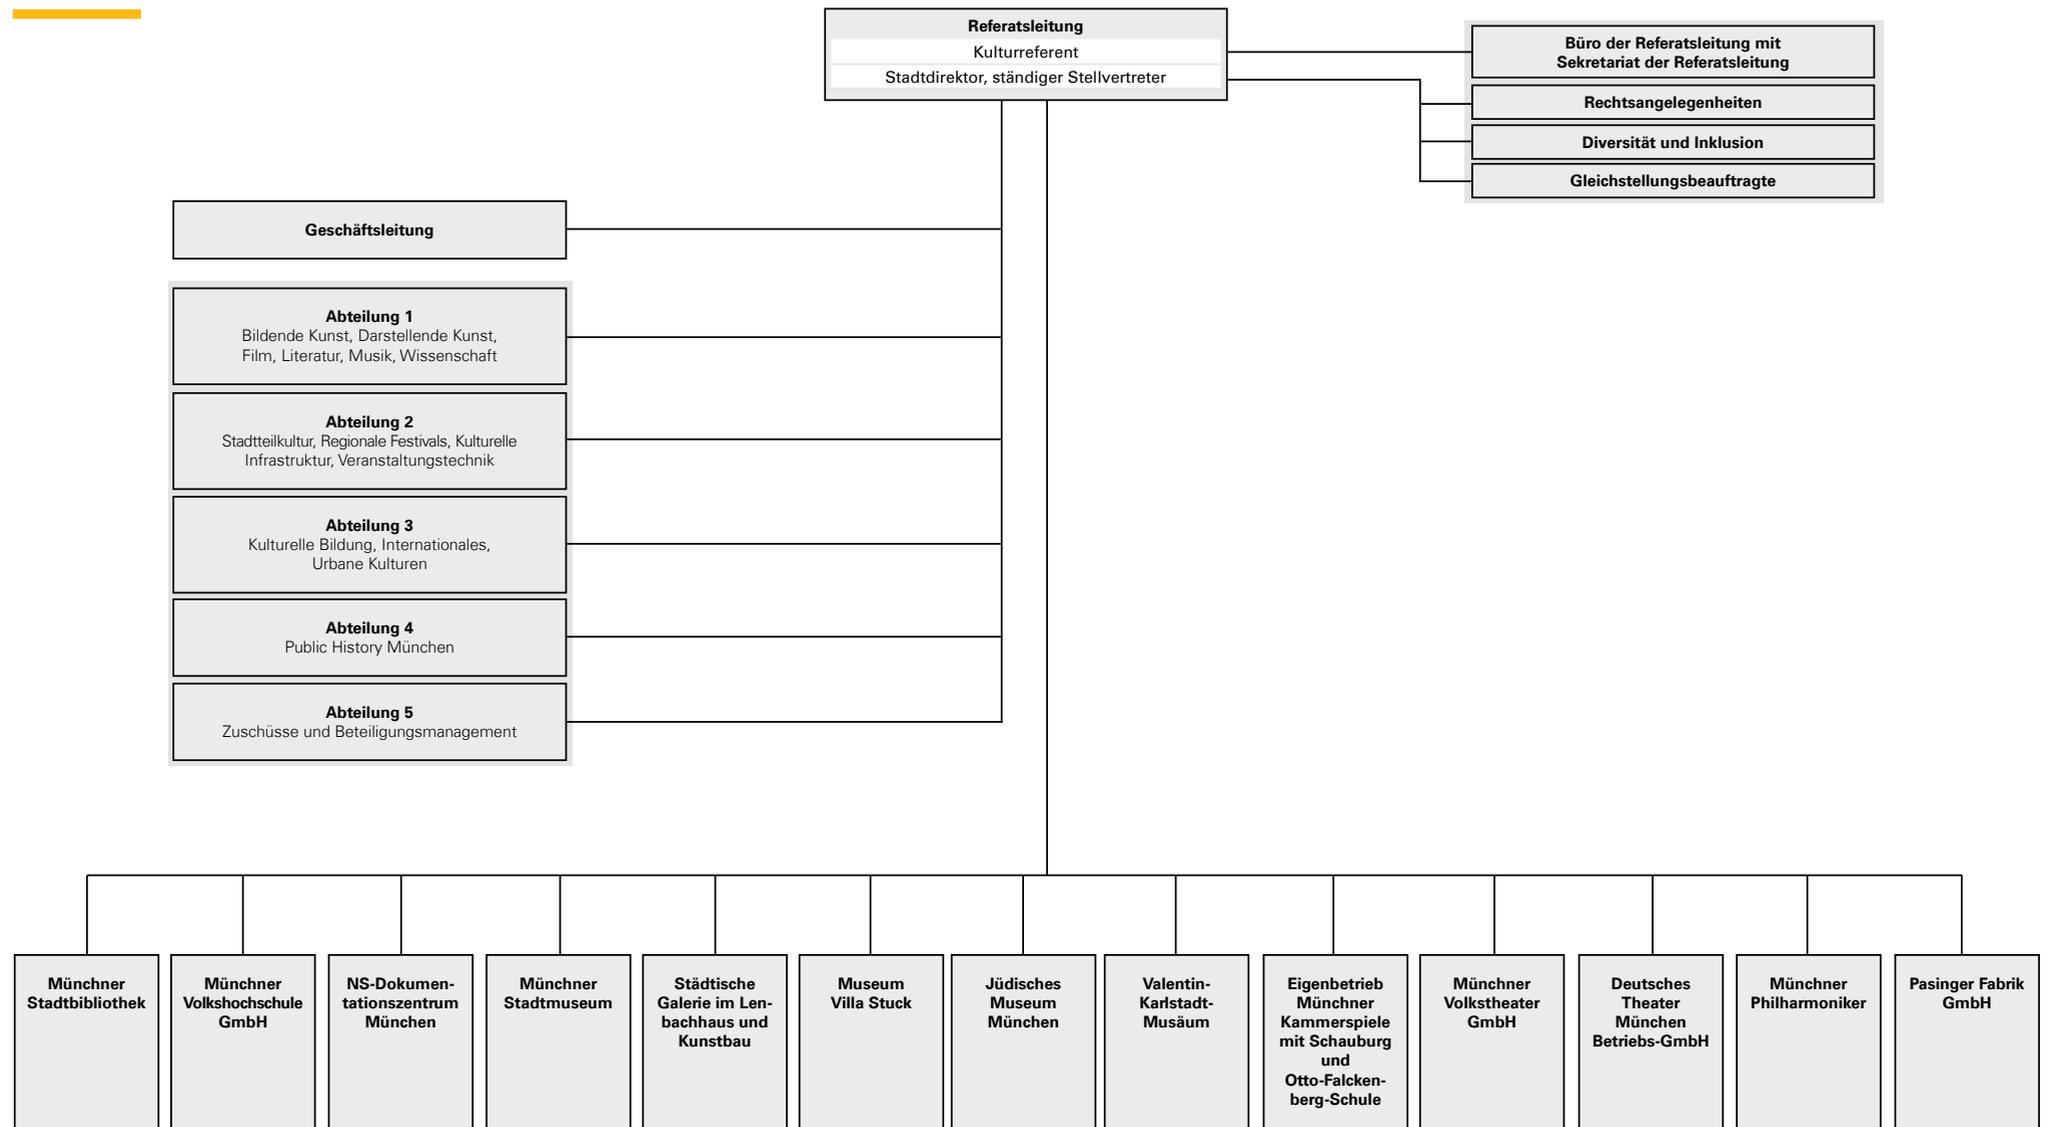 Referatsleitung
Kulturreferent
Stadtdirektor, ständiger Stellvertreter
Büro der Referatsleitung mit
Sekretariat der Referatsleitung
Rechtsangelegenheiten
Diversität und Inklusion
Gleichstellungsbeauftragte
Geschäftsleitung
Abteilung 1
Bildende Kunst, Darstellende Kunst,
Film, Literatur, Musik, Wissenschaft
Abteilung 2
Stadtteilkultur, Regionale Festivals, Kulturelle
Infrastruktur, Veranstaltungstechnik
Abteilung 3
Kulturelle Bildung, Internationales,
Urbane Kulturen
Abteilung 4
Public History München
Abteilung 5
Zuschüsse und Beteiligungsmanagement
Münchner
Stadtbibliothek
Münchner
Volkshochschule
GmbH
NS-Dokumen-
tationszentrum
München
Münchner
Stadtmuseum
Städtische
Galerie im Len-
bachhaus und
Kunstbau
Museum
Villa Stuck
Jüdisches
Museum
München
Valentin-
Karlstadt-
Musäum
Eigenbetrieb
Münchner
Kammerspiele
mit Schauburg
und
Otto-Falcken-
berg-Schule
Münchner
Volkstheater
GmbH
Deutsches
Theater
München
Betriebs-GmbH
Münchner
Philharmoniker
Pasinger Fabrik
GmbH